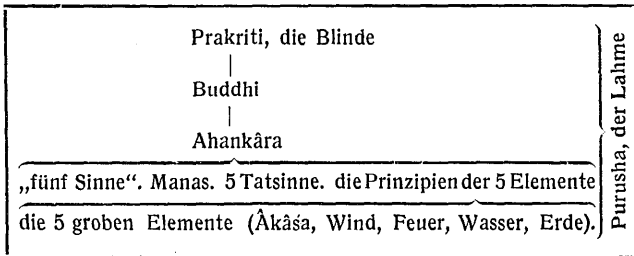 Prakriti, die Blinde
Buddhi
Ahankâra
„fünf Sinne“. Manas. 5 Tatsinne. die Prinzipien der 5 Elemente
die 5 groben Elemente (Âkâśa, Wind, Feuer, Wasser, Erde).
Purusha, der Lahme